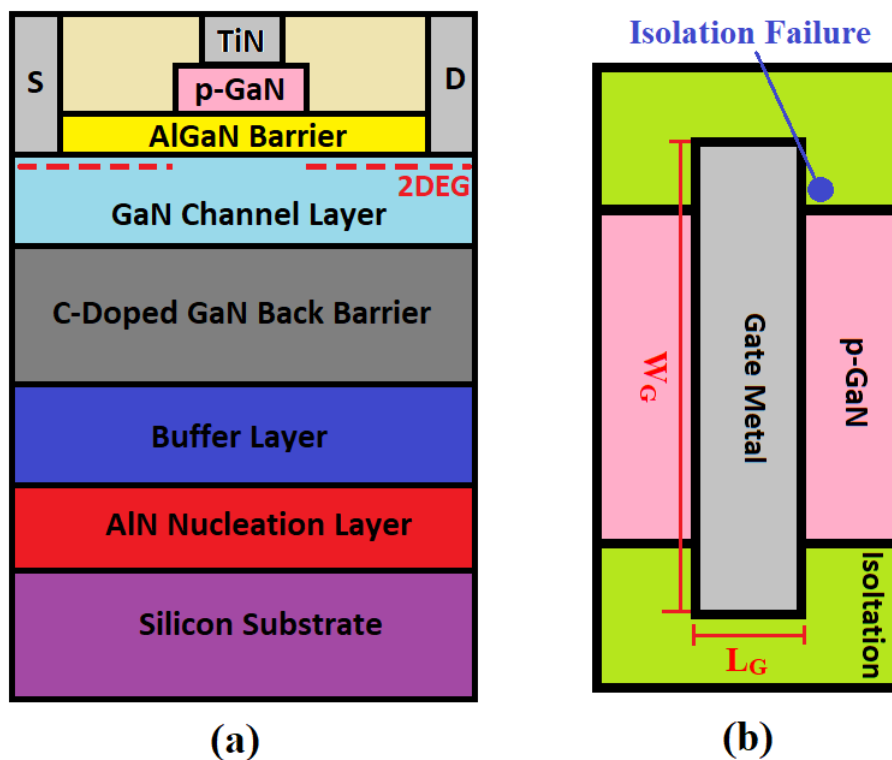 TiN
S
p-GaN
D
AlGaN Barrier
2DEG
GaN Channel Layer
C-Doped GaN Back Barrier
Buffer Layer
AlN Nucleation Layer
Silicon Substrate
(a)
Isolation Failure
WG
Gate Metal
p-GaN
Isoltation
LG
(b)